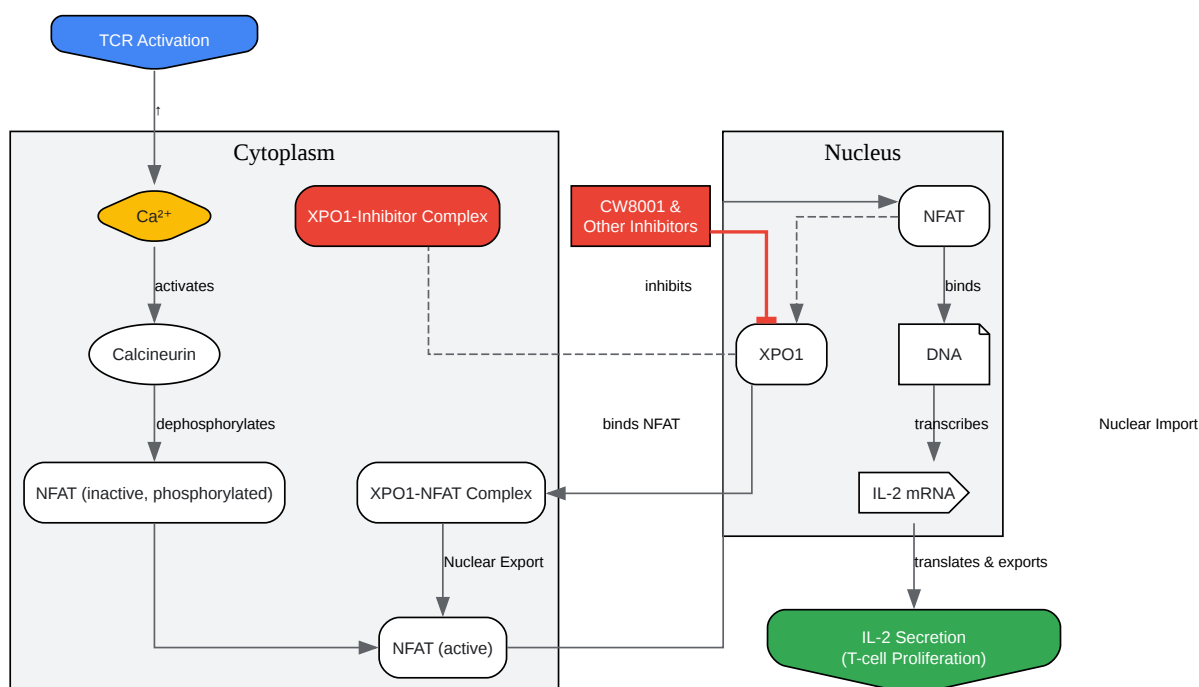 TCR Activation
↑
Cytoplasm
Nucleus
Ca²⁺
XPO1-Inhibitor Complex
CW8001 &
Other Inhibitors
NFAT
activates
inhibits
binds
Calcineurin
XPO1
DNA
dephosphorylates
binds NFAT
transcribes
Nuclear Import
NFAT (inactive, phosphorylated)
XPO1-NFAT Complex
IL-2 mRNA
Nuclear Export
translates & exports
NFAT (active)
IL-2 Secretion
(T-cell Proliferation)